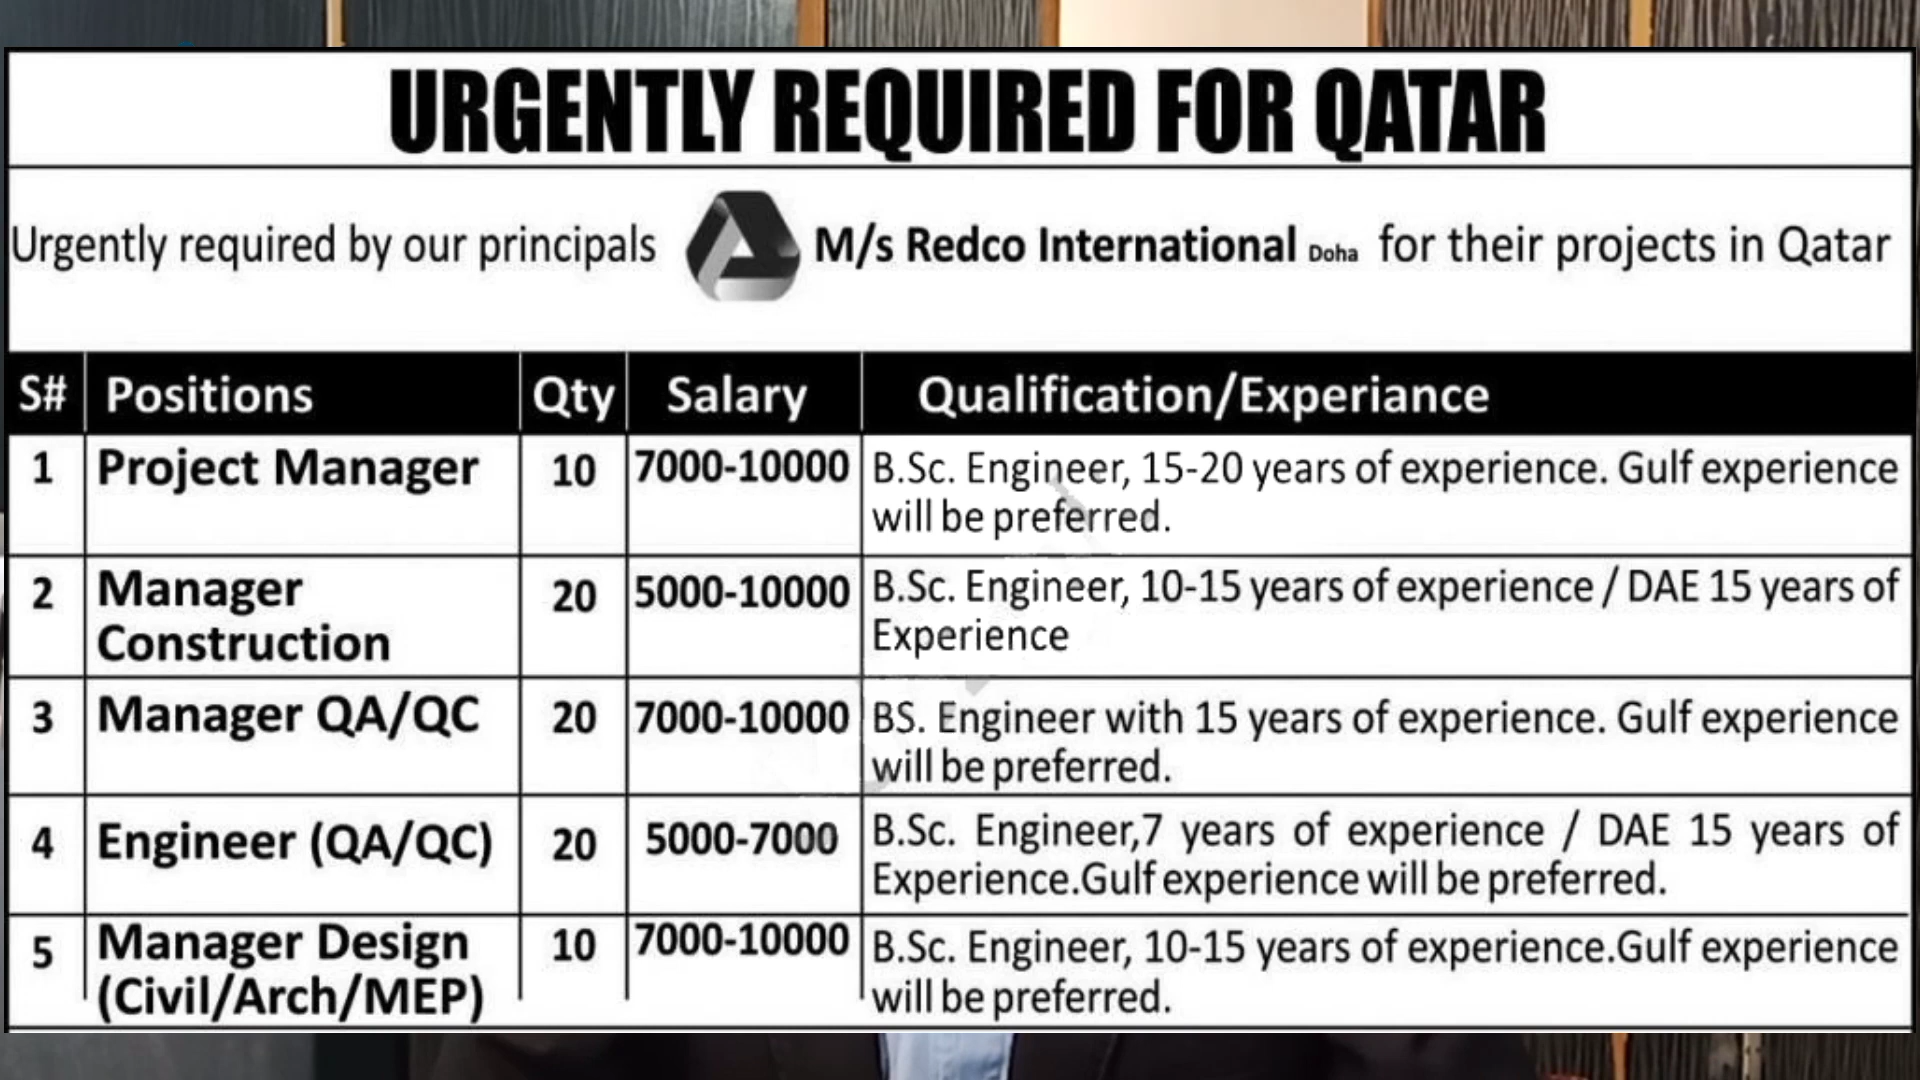 URGENTLY REQUIRED FOR QATAR
Urgently required by our principals M/s Redco International Doha for their projects in Qatar
S# Positions Qty Salary Qualification/Experiance
1 Project Manager 10 7000-10000 B.Sc. Engineer, 15-20 years of experience. Gulf experience
will be preferred.
2 Manager 20 5000-10000 B.Sc. Engineer, 10-15 years of experience / DAE 15 years of
Construction Experience
3 Manager QA/QC 20 7000-10000 BS. Engineer with 15 years of experience. Gulf experience
will be preferred.
4 Engineer (QA/QC) 20 5000-7000 B.Sc. Engineer,7 years of experience / DAE 15 years of
Experience.Gulf experience will be preferred.
5 Manager Design 10 7000-10000 B.Sc. Engineer, 10-15 years of experience.Gulf experience
(Civil/Arch/MEP) will be preferred.